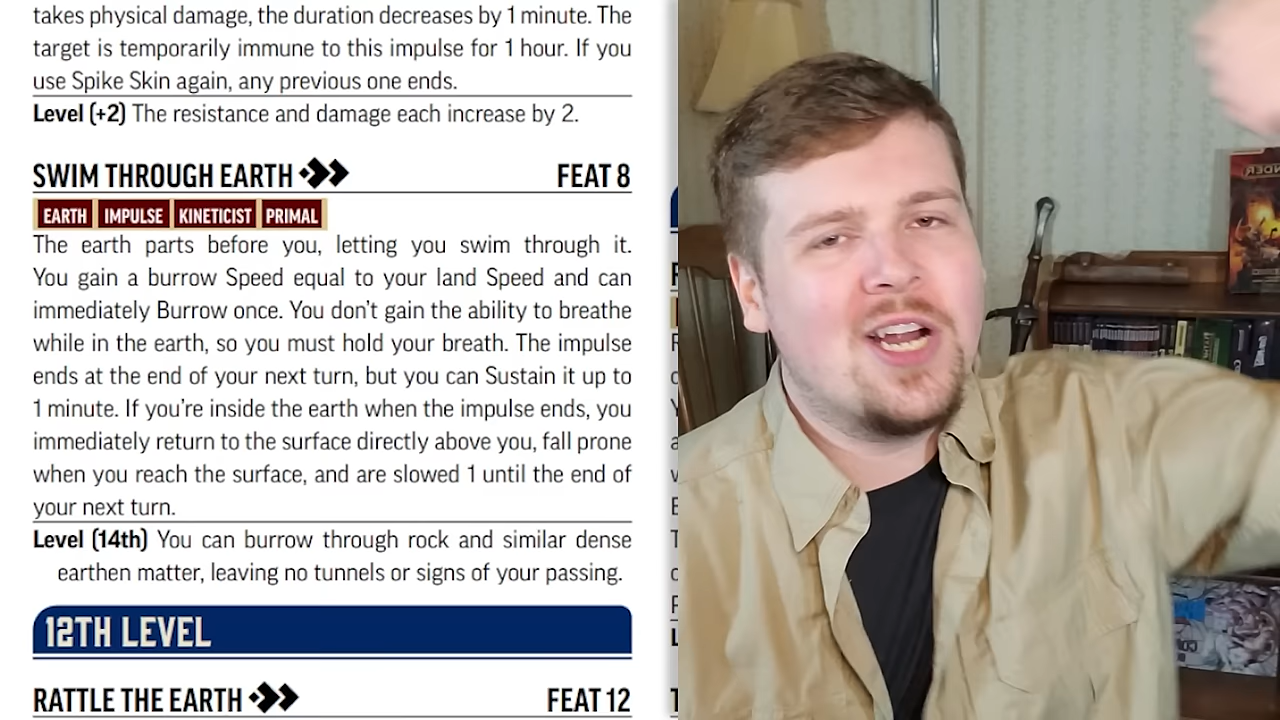 takes physical damage, the duration decreases by 1 minute. The
target is temporarily immune to this impulse for 1 hour. If you
use Spike Skin again, any previous one ends.
Level (+2) The resistance and damage each increase by 2.
SWIM THROUGH EARTH FEAT 8
EARTH IMPULSE KINETICIST PRIMAL
The earth parts before you, letting you swim through it.
You gain a burrow Speed equal to your land Speed and can
immediately Burrow once. You don't gain the ability to breathe
while in the earth, so you must hold your breath. The impulse
ends at the end of your next turn, but you can Sustain it up to
1 minute. If you're inside the earth when the impulse ends, you
immediately return to the surface directly above you, fall prone
when you reach the surface, and are slowed 1 until the end of
your next turn.
Level (14th) You can burrow through rock and similar dense
earthen matter, leaving no tunnels or signs of your passing.
12TH LEVEL
RATTLE THE EARTH FEAT 12